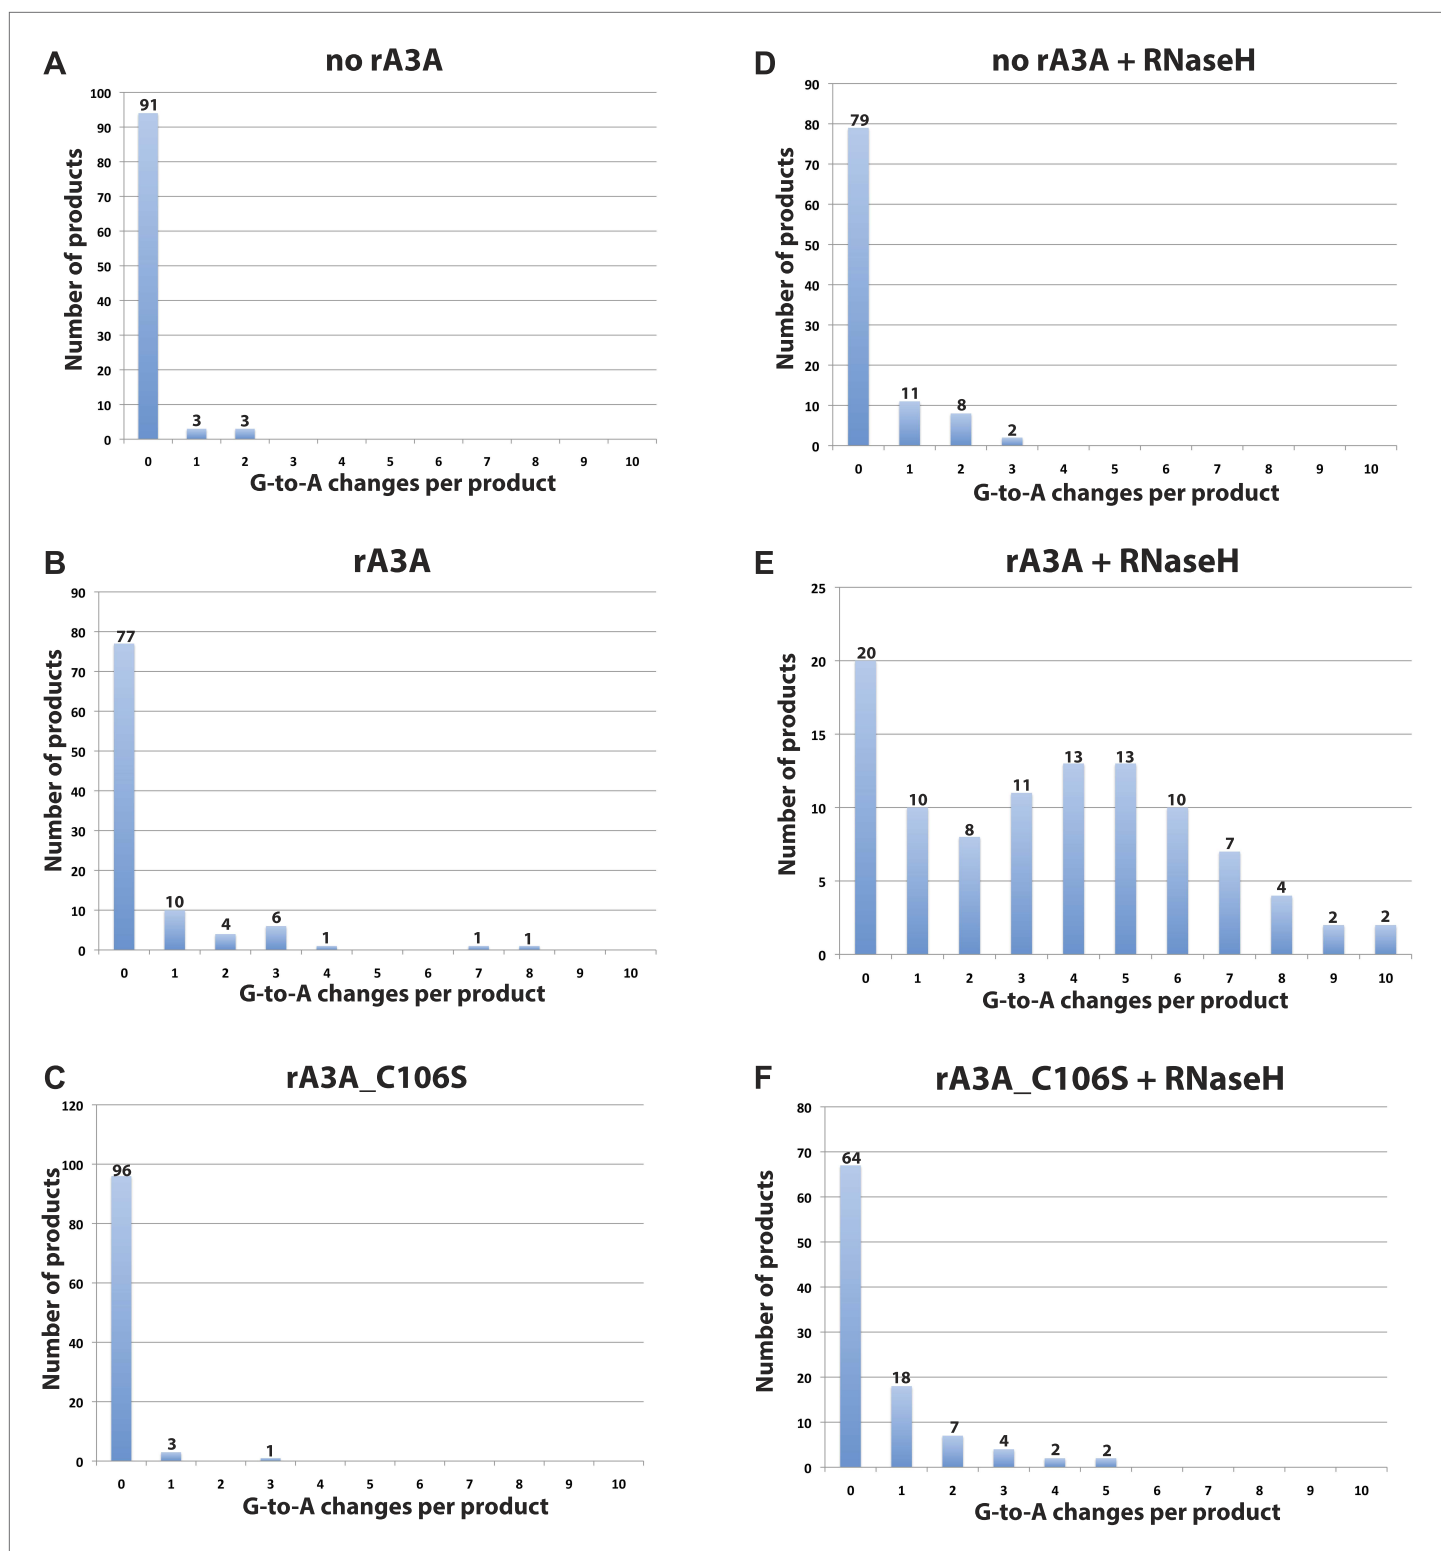 A
no rA3A
Number of products
100
90
80
70
60
50
40
30
20
10
0
91
3
3
0 1 2 3 4 5 6 7 8 9 10
G-to-A changes per product
D
no rA3A + RNaseH
Number of products
90
80
70
60
50
40
30
20
10
0
79
11
8
2
0 1 2 3 4 5 6 7 8 9 10
G-to-A changes per product
B
rA3A
Number of products
90
80
70
60
50
40
30
20
10
0
77
10
4
6
1
1
1
0 1 2 3 4 5 6 7 8 9 10
G-to-A changes per product
E
rA3A + RNaseH
Number of products
25
20
15
10
5
0
20
10
8
11
13
13
10
7
4
2
2
0 1 2 3 4 5 6 7 8 9 10
G-to-A changes per product
C
rA3A_C106S
Number of products
120
100
80
60
40
20
0
96
3
1
0 1 2 3 4 5 6 7 8 9 10
G-to-A changes per product
F
rA3A_C106S + RNaseH
Number of products
80
70
60
50
40
30
20
10
0
64
18
7
4
2
2
0 1 2 3 4 5 6 7 8 9 10
G-to-A changes per product